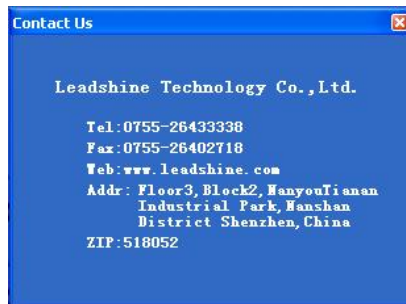 Contact Us
Leadshine Technology Co.,Ltd.
Tel:0755-26433338
Fax:0755-26402718
Web:www.leadshine.com
Addr: Floor3,Block2,NanyouTianan
Industrial Park,Nanshan
District Shenzhen,China
ZIP:518052